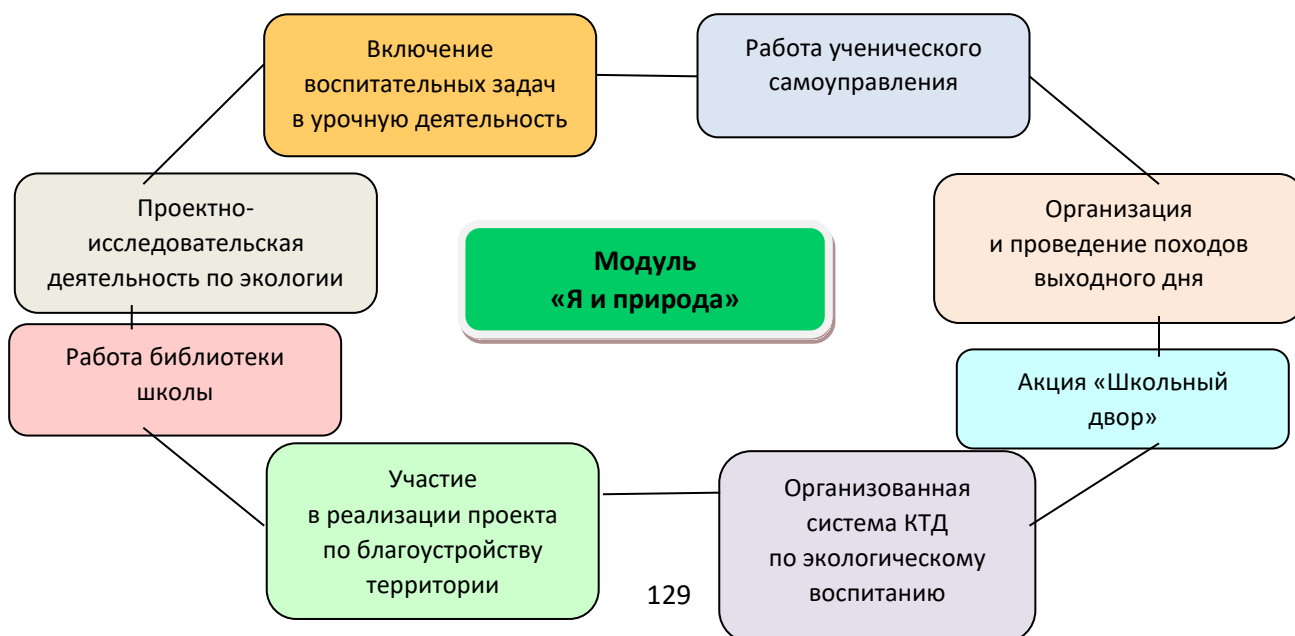 Включение
воспитательных задач
в урочную деятельность
Работа ученического
самоуправления
Проектно-
исследовательская
деятельность по экологии
Организация
и проведение походов
выходного дня
Модуль
«Я и природа»
Работа библиотеки
школы
Акция «Школьный
двор»
Участие
в реализации проекта
по благоустройству
территории
Организованная
система КТД
по экологическому
воспитанию
129